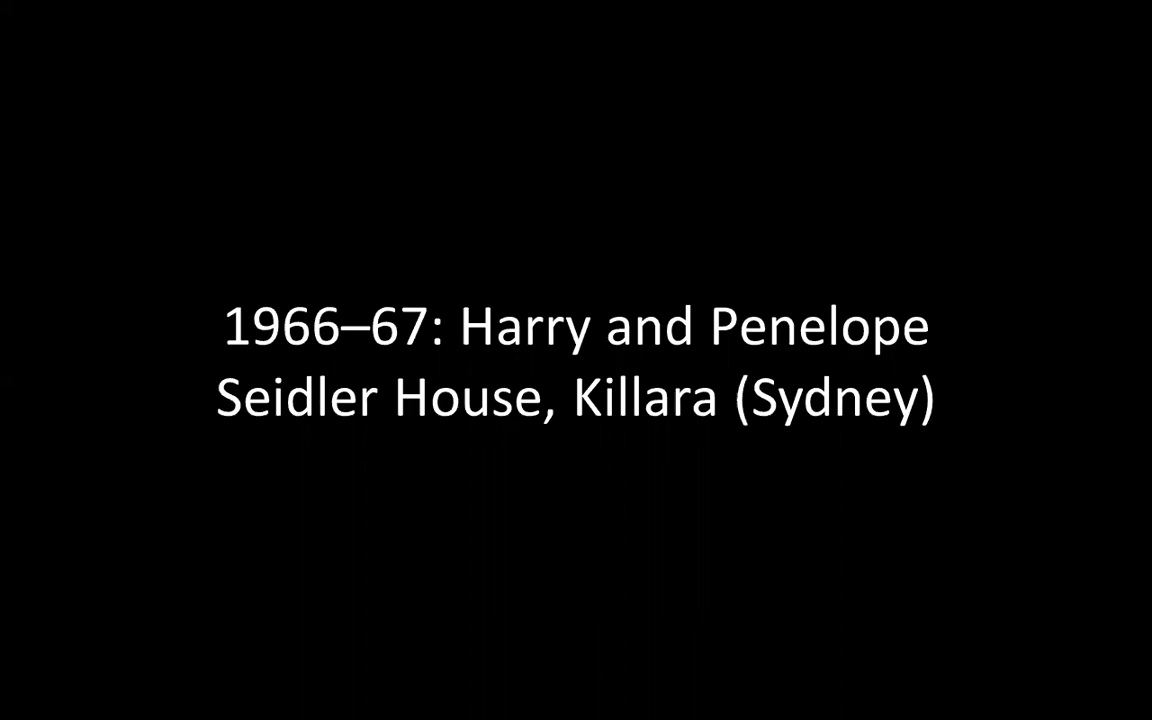 1966–67: Harry and Penelope
Seidler House, Killara (Sydney)